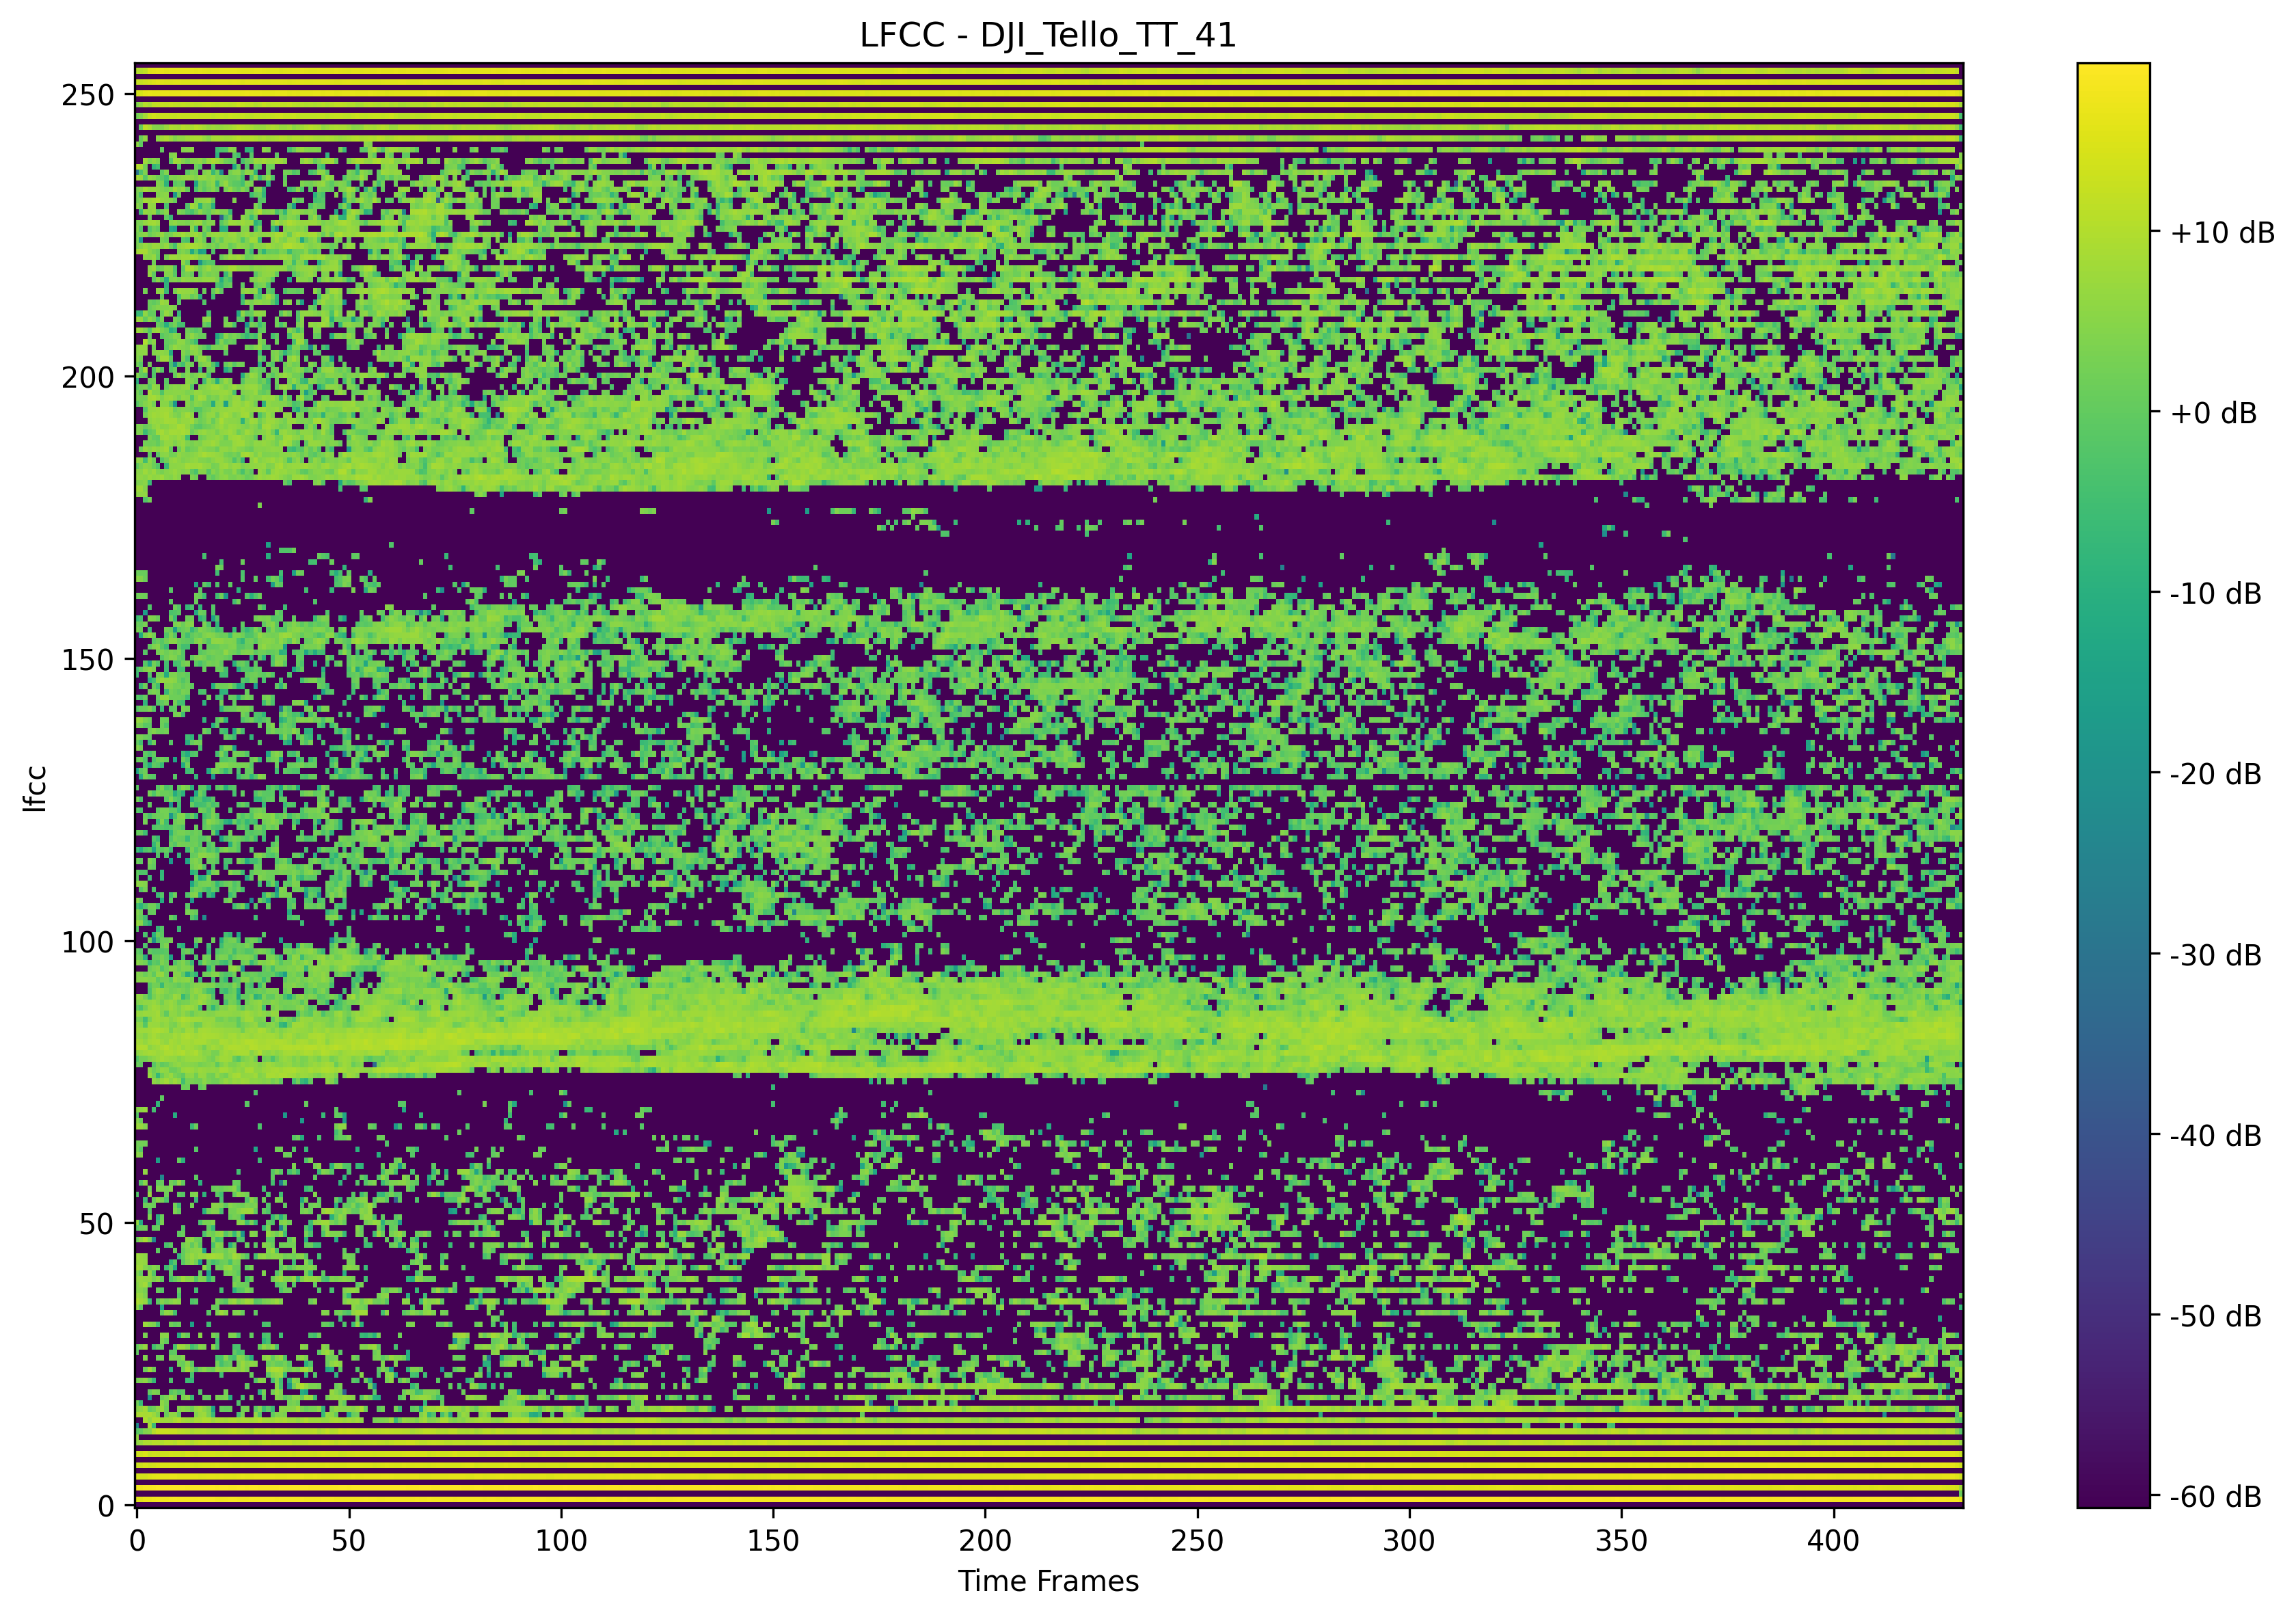 LFCC - DJI_Tello_TT_41
lfcc
250
200
150
100
50
0
0 50 100 150 200 250 300 350 400
Time Frames
+10 dB
+0 dB
-10 dB
-20 dB
-30 dB
-40 dB
-50 dB
-60 dB